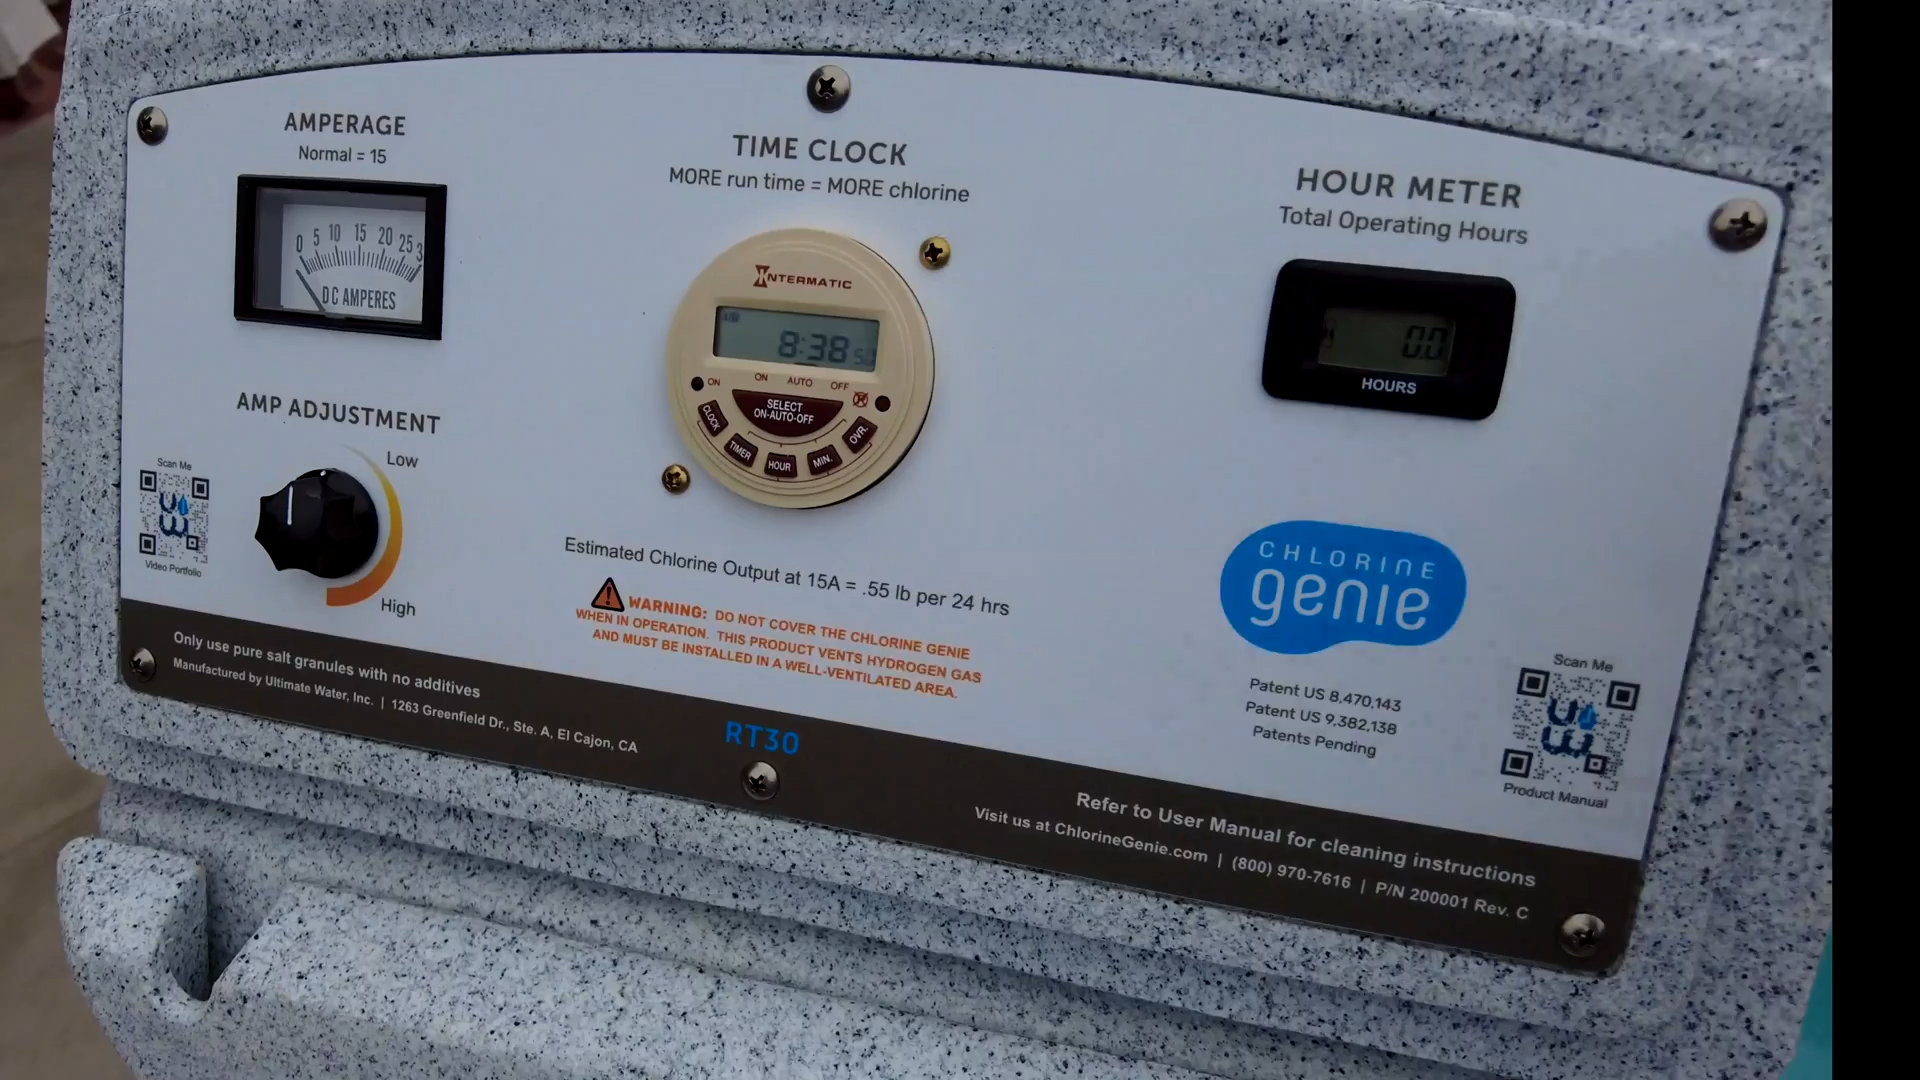 AMPERAGE
Normal = 15
0 5 10 15 20 25 3
DC AMPERES
AMP ADJUSTMENT
Low
High
Scan Me
Video Portfolio
TIME CLOCK
MORE run time = MORE chlorine
INTERMATIC
8:38
ON ON AUTO OFF
SELECT
ON-AUTO-OFF
CLOCK TIMER HOUR MIN. OVR.
Estimated Chlorine Output at 15A = .55 lb per 24 hrs
WARNING: DO NOT COVER THE CHLORINE GENIE
WHEN IN OPERATION. THIS PRODUCT VENTS HYDROGEN GAS
AND MUST BE INSTALLED IN A WELL-VENTILATED AREA.
HOUR METER
Total Operating Hours
0.0
HOURS
CHLORINE
genie
Patent US 8,470,143
Patent US 9,382,138
Patents Pending
Scan Me
Product Manual
Only use pure salt granules with no additives
Manufactured by Ultimate Water, Inc. | 1263 Greenfield Dr., Ste. A, El Cajon, CA
RT30
Refer to User Manual for cleaning instructions
Visit us at ChlorineGenie.com | (800) 970-7616 | P/N 200001 Rev. C